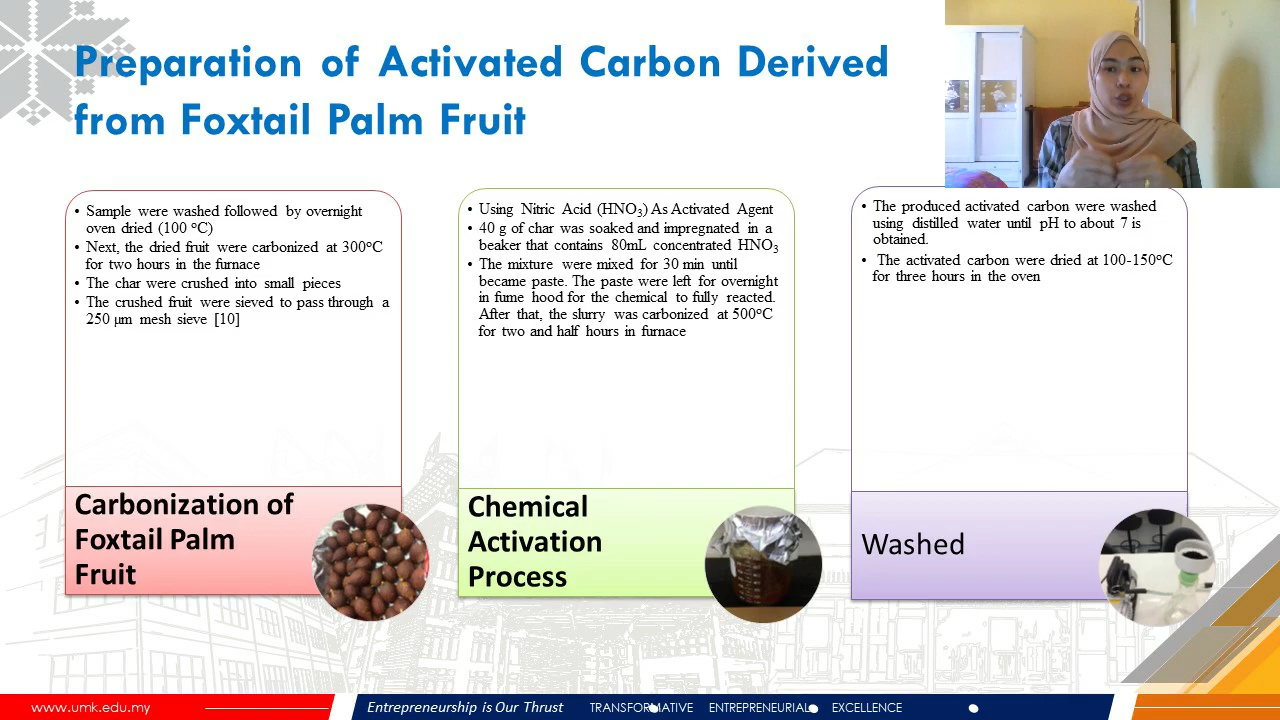 Preparation of Activated Carbon Derived
from Foxtail Palm Fruit
• Sample were washed followed by overnight
oven dried (100 °C)
• Next, the dried fruit were carbonized at 300°C
for two hours in the furnace
• The char were crushed into small pieces
• The crushed fruit were sieved to pass through a
250 µm mesh sieve [10]
Carbonization of
Foxtail Palm
Fruit
• Using Nitric Acid (HNO₃) As Activated Agent
• 40 g of char was soaked and impregnated in a
beaker that contains 80mL concentrated HNO₃
• The mixture were mixed for 30 min until
became paste. The paste were left for overnight
in fume hood for the chemical to fully reacted.
After that, the slurry was carbonized at 500°C
for two and half hours in furnace
Chemical
Activation
Process
• The produced activated carbon were washed
using distilled water until pH to about 7 is
obtained.
• The activated carbon were dried at 100-150°C
for three hours in the oven
Washed
www.umk.edu.my
Entrepreneurship is Our Thrust TRANSFORMATIVE ENTREPRENEURIAL EXCELLENCE